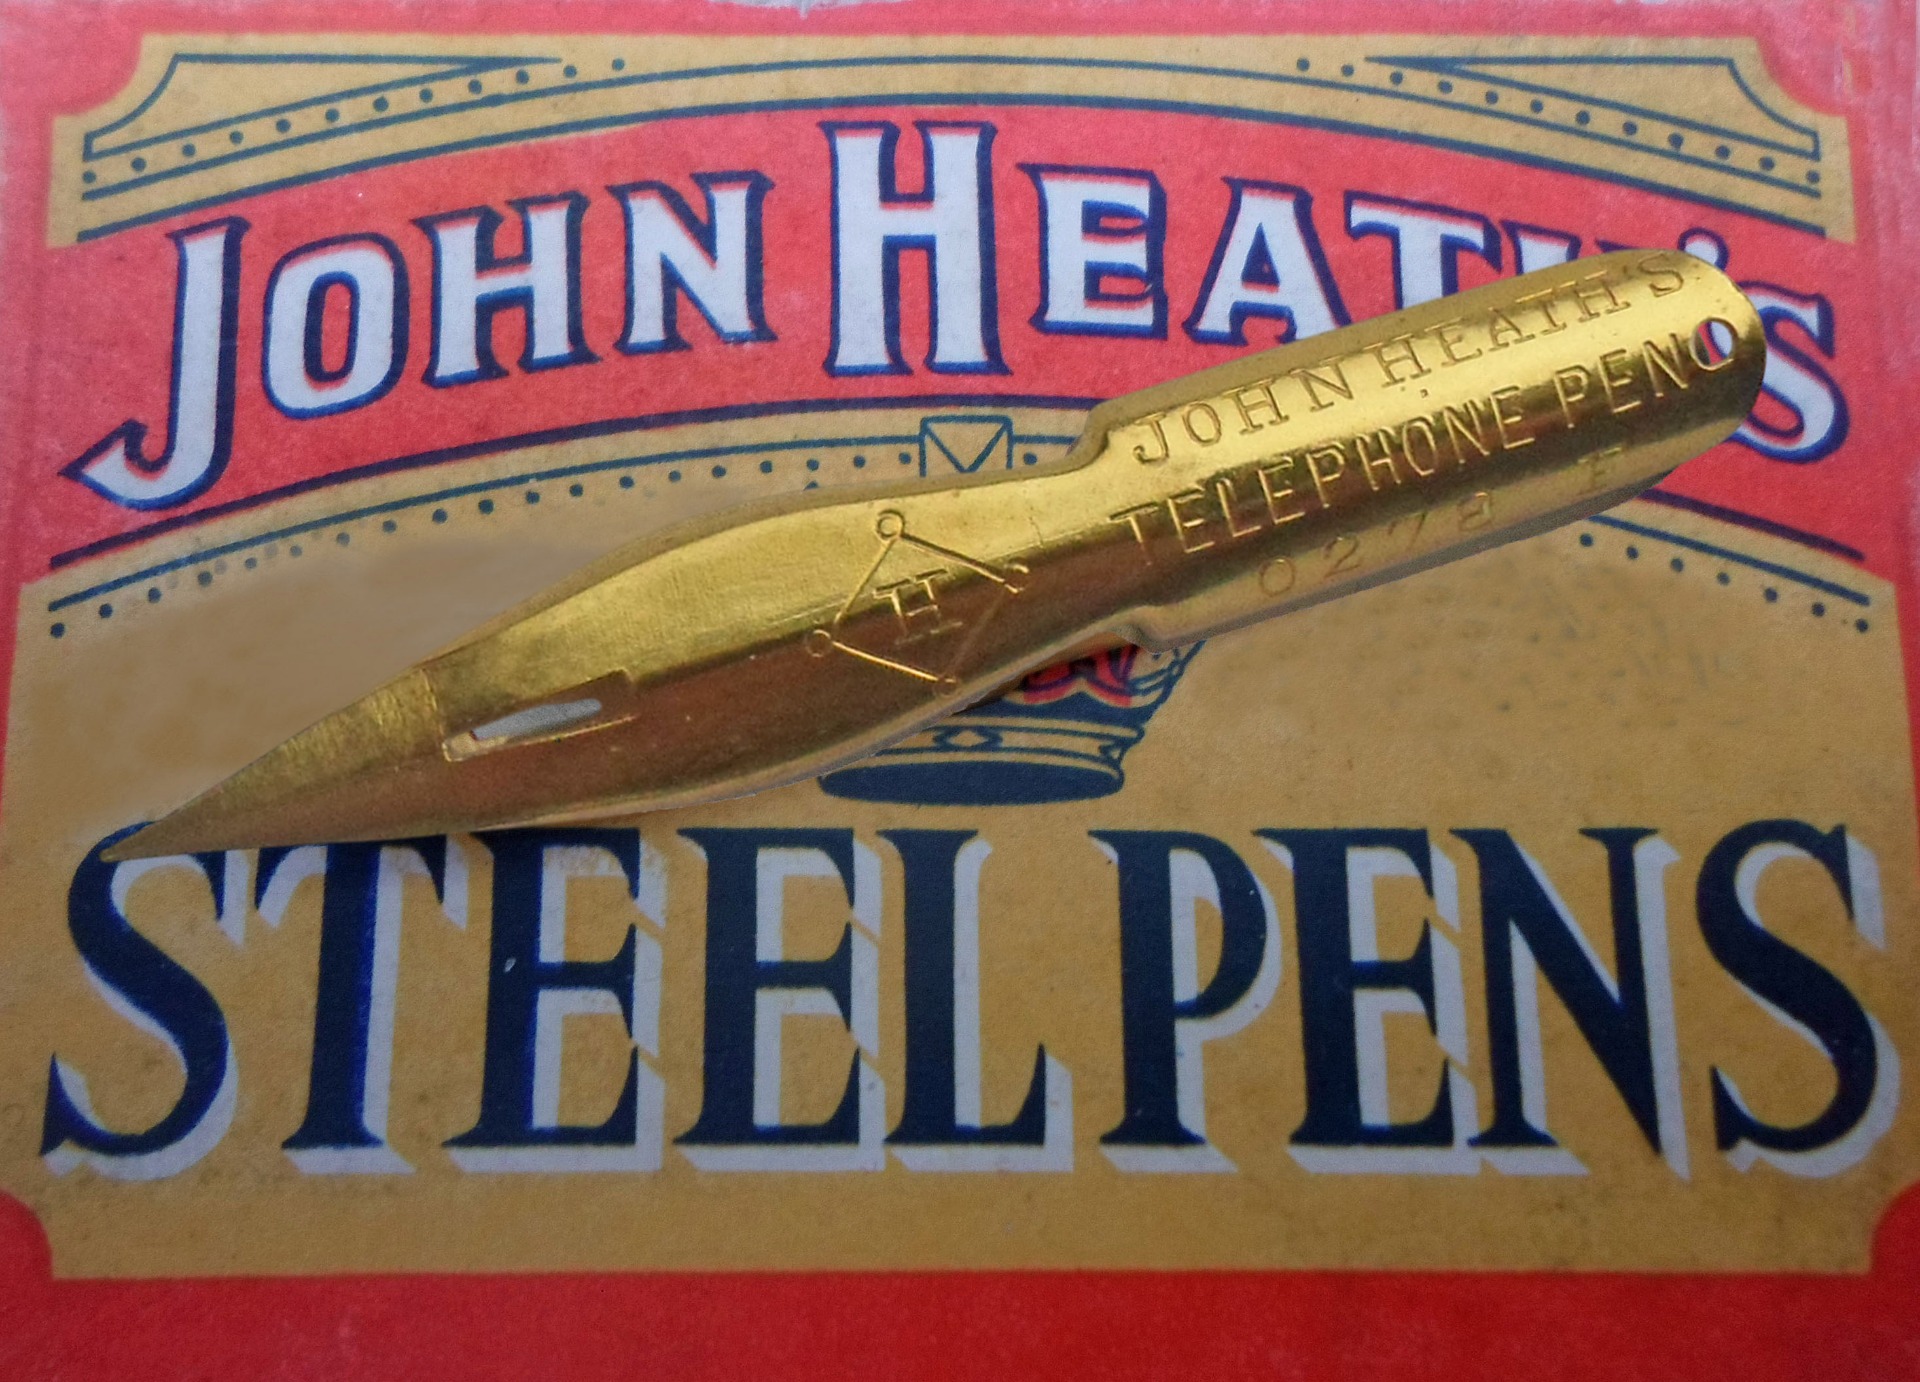 JOHN HEATH'S
JOHN HEATH'S
TELEPHONE PEN
0278 F
H
STEEL PENS